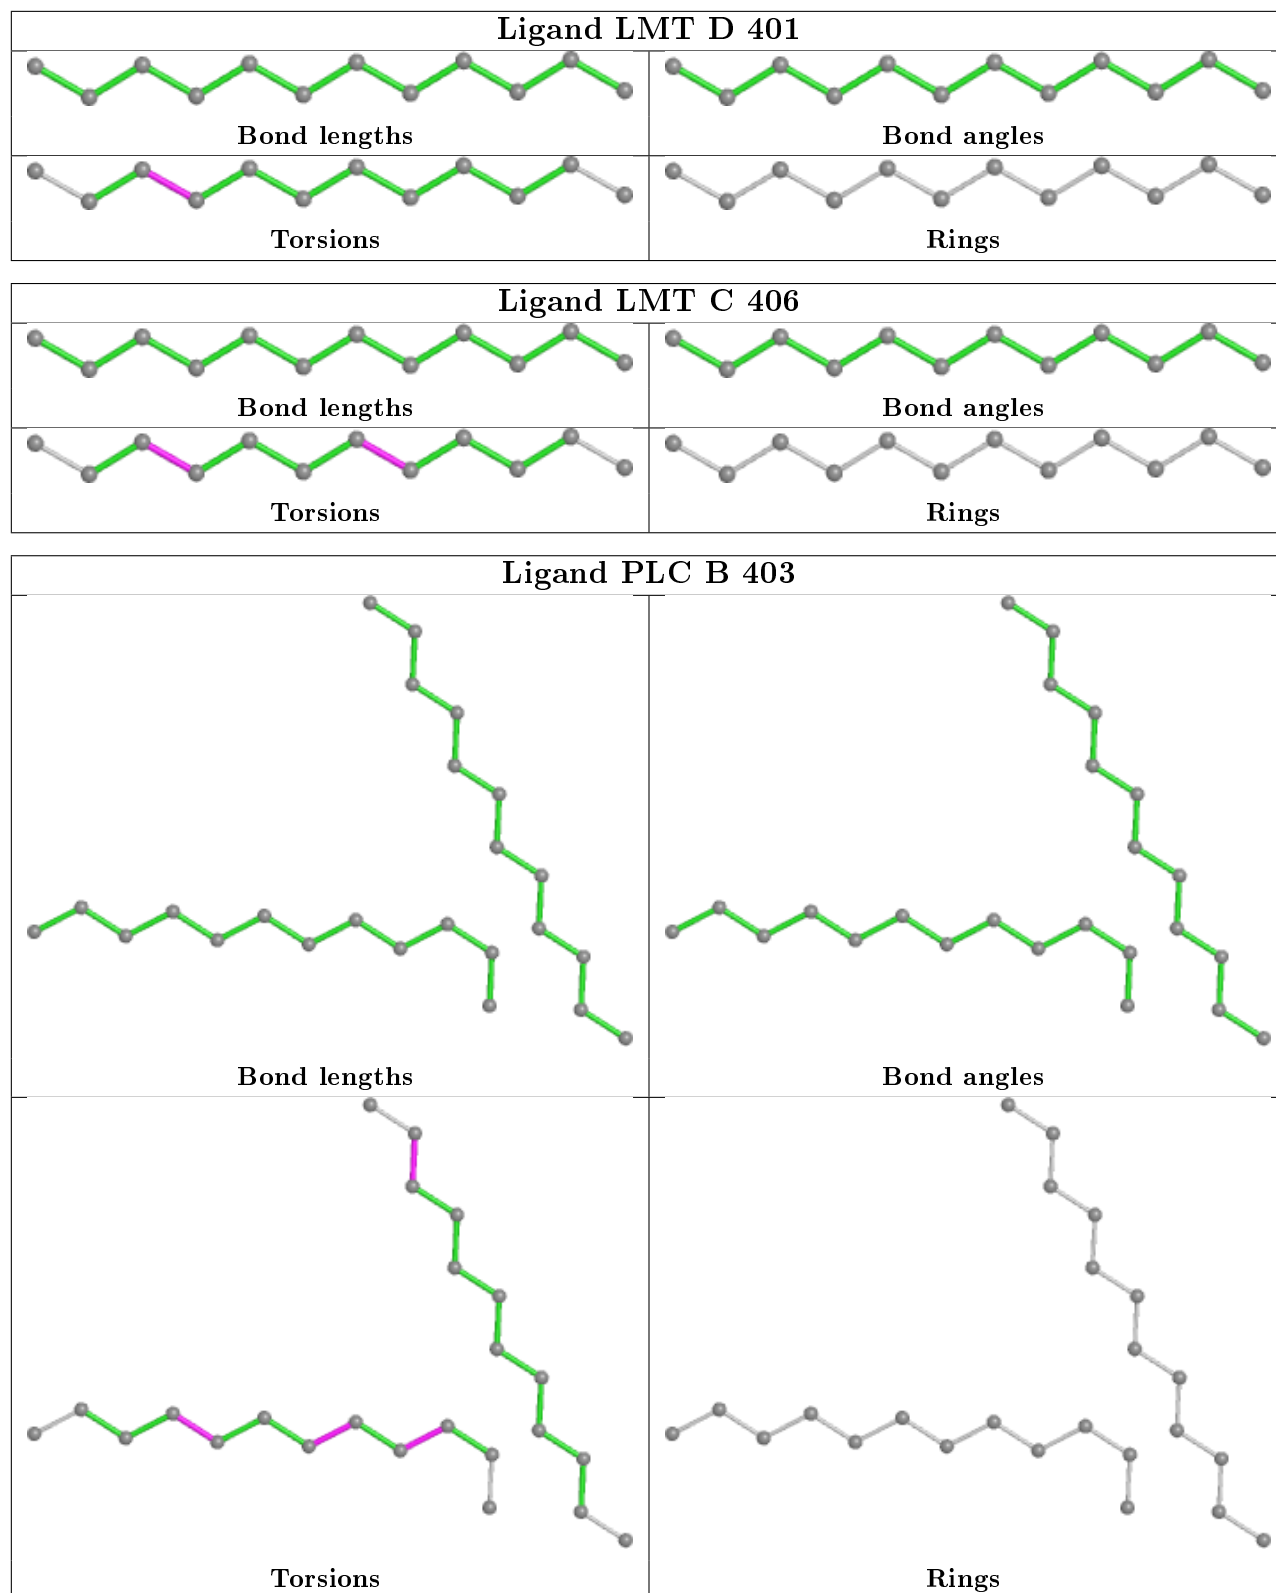 Ligand LMT D 401
Bond lengths
Bond angles
Torsions
Rings
Ligand LMT C 406
Bond lengths
Bond angles
Torsions
Rings
Ligand PLC B 403
Bond lengths
Bond angles
Torsions
Rings